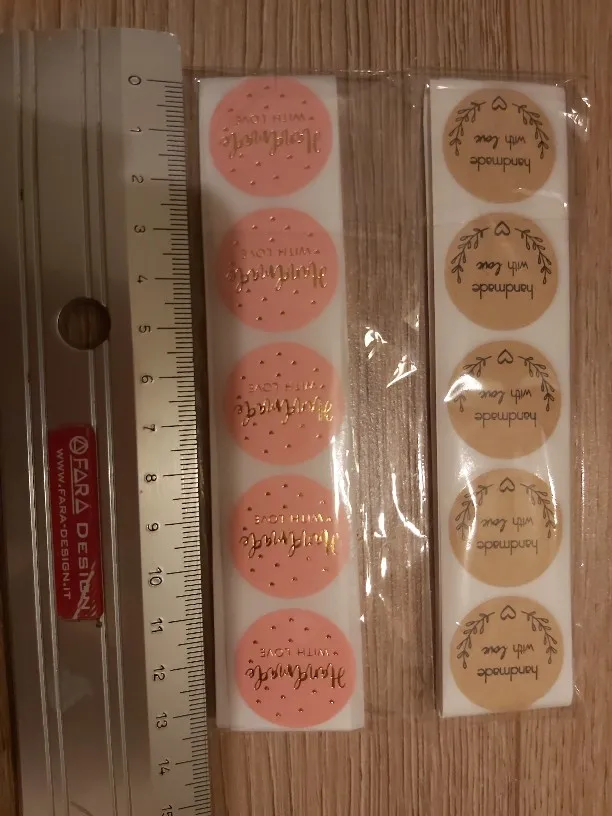 0
1
2
3
4
5
6
7
8
9
10
11
12
13
14
15
FARA DESIGN
WWW.FARA-DESIGN.IT
Handmade
WITH LOVE
Handmade
WITH LOVE
Handmade
WITH LOVE
Handmade
WITH LOVE
Handmade
WITH LOVE
handmade
with love
handmade
with love
handmade
with love
handmade
with love
handmade
with love